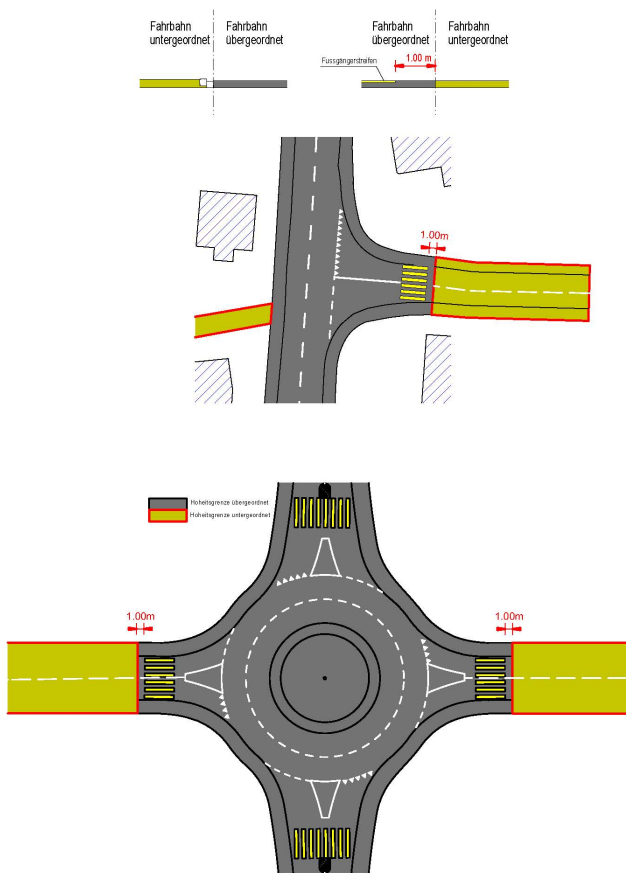 Fahrbahn
untergeordnet
Fahrbahn
übergeordnet
Fahrbahn
übergeordnet
Fahrbahn
untergeordnet
Fussgängerstreifen
1.00 m
1.00m
Hoheitsgrenze übergeordnet
Hoheitsgrenze untergeordnet
1.00m
1.00m